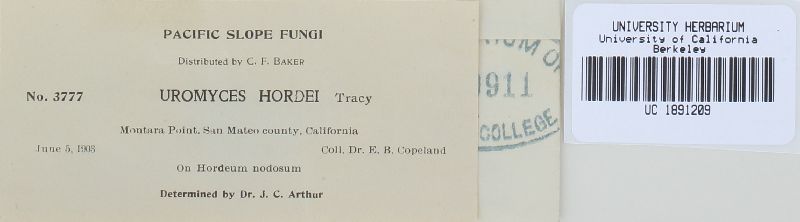 PACIFIC SLOPE FUNGI
Distributed by C. F. BAKER
No. 3777 UROMYCES HORDEI Tracy
Montara Point, San Mateo county, California
June 5, 1903 Coll. Dr. E. B. Copeland
On Hordeum nodosum
Determined by Dr. J. C. Arthur
1911
COLLEGE
UNIVERSITY HERBARIUM
University of California
Berkeley
UC 1891209